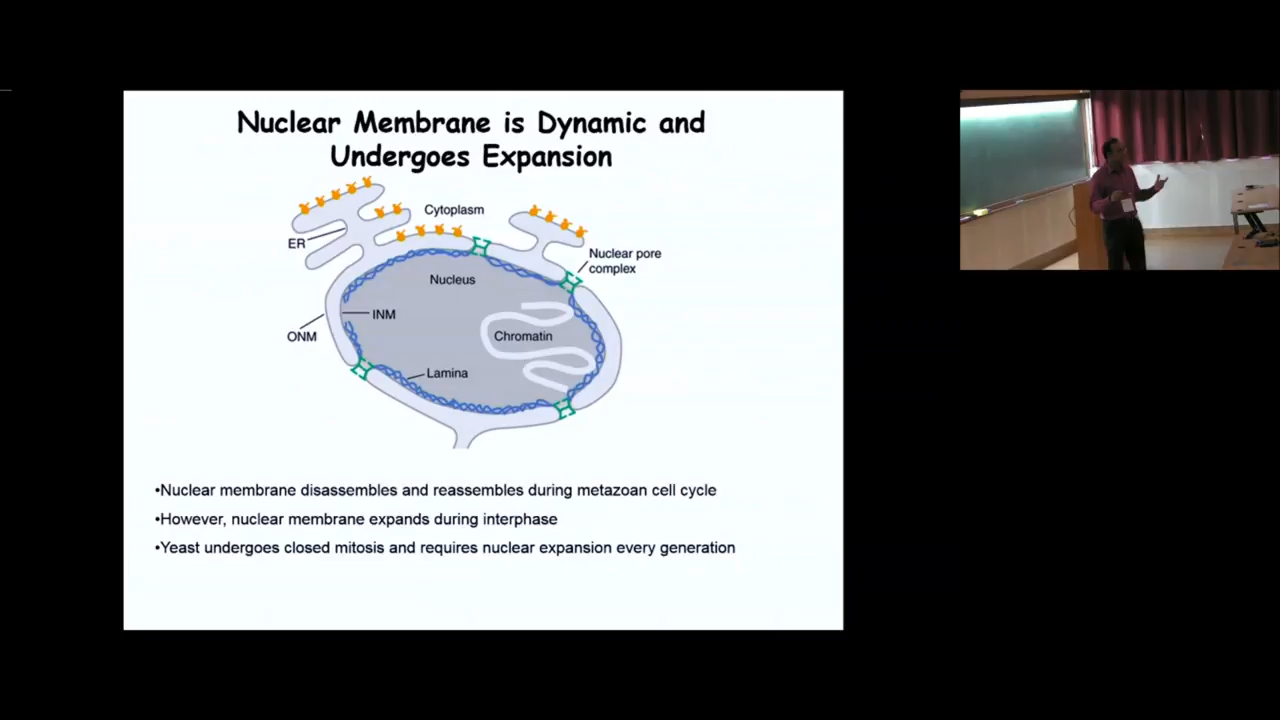 Nuclear Membrane is Dynamic and
Undergoes Expansion
Cytoplasm
ER
Nuclear pore
complex
Nucleus
INM
ONM
Chromatin
Lamina
•Nuclear membrane disassembles and reassembles during metazoan cell cycle
•However, nuclear membrane expands during interphase
•Yeast undergoes closed mitosis and requires nuclear expansion every generation